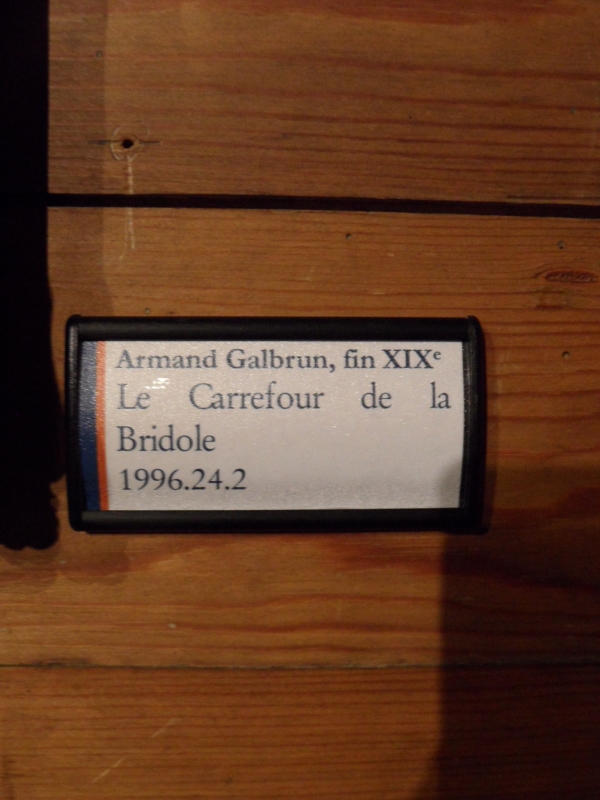 Armand Galbrun, fin XIXᵉ
Le Carrefour de la
Bridole
1996.24.2